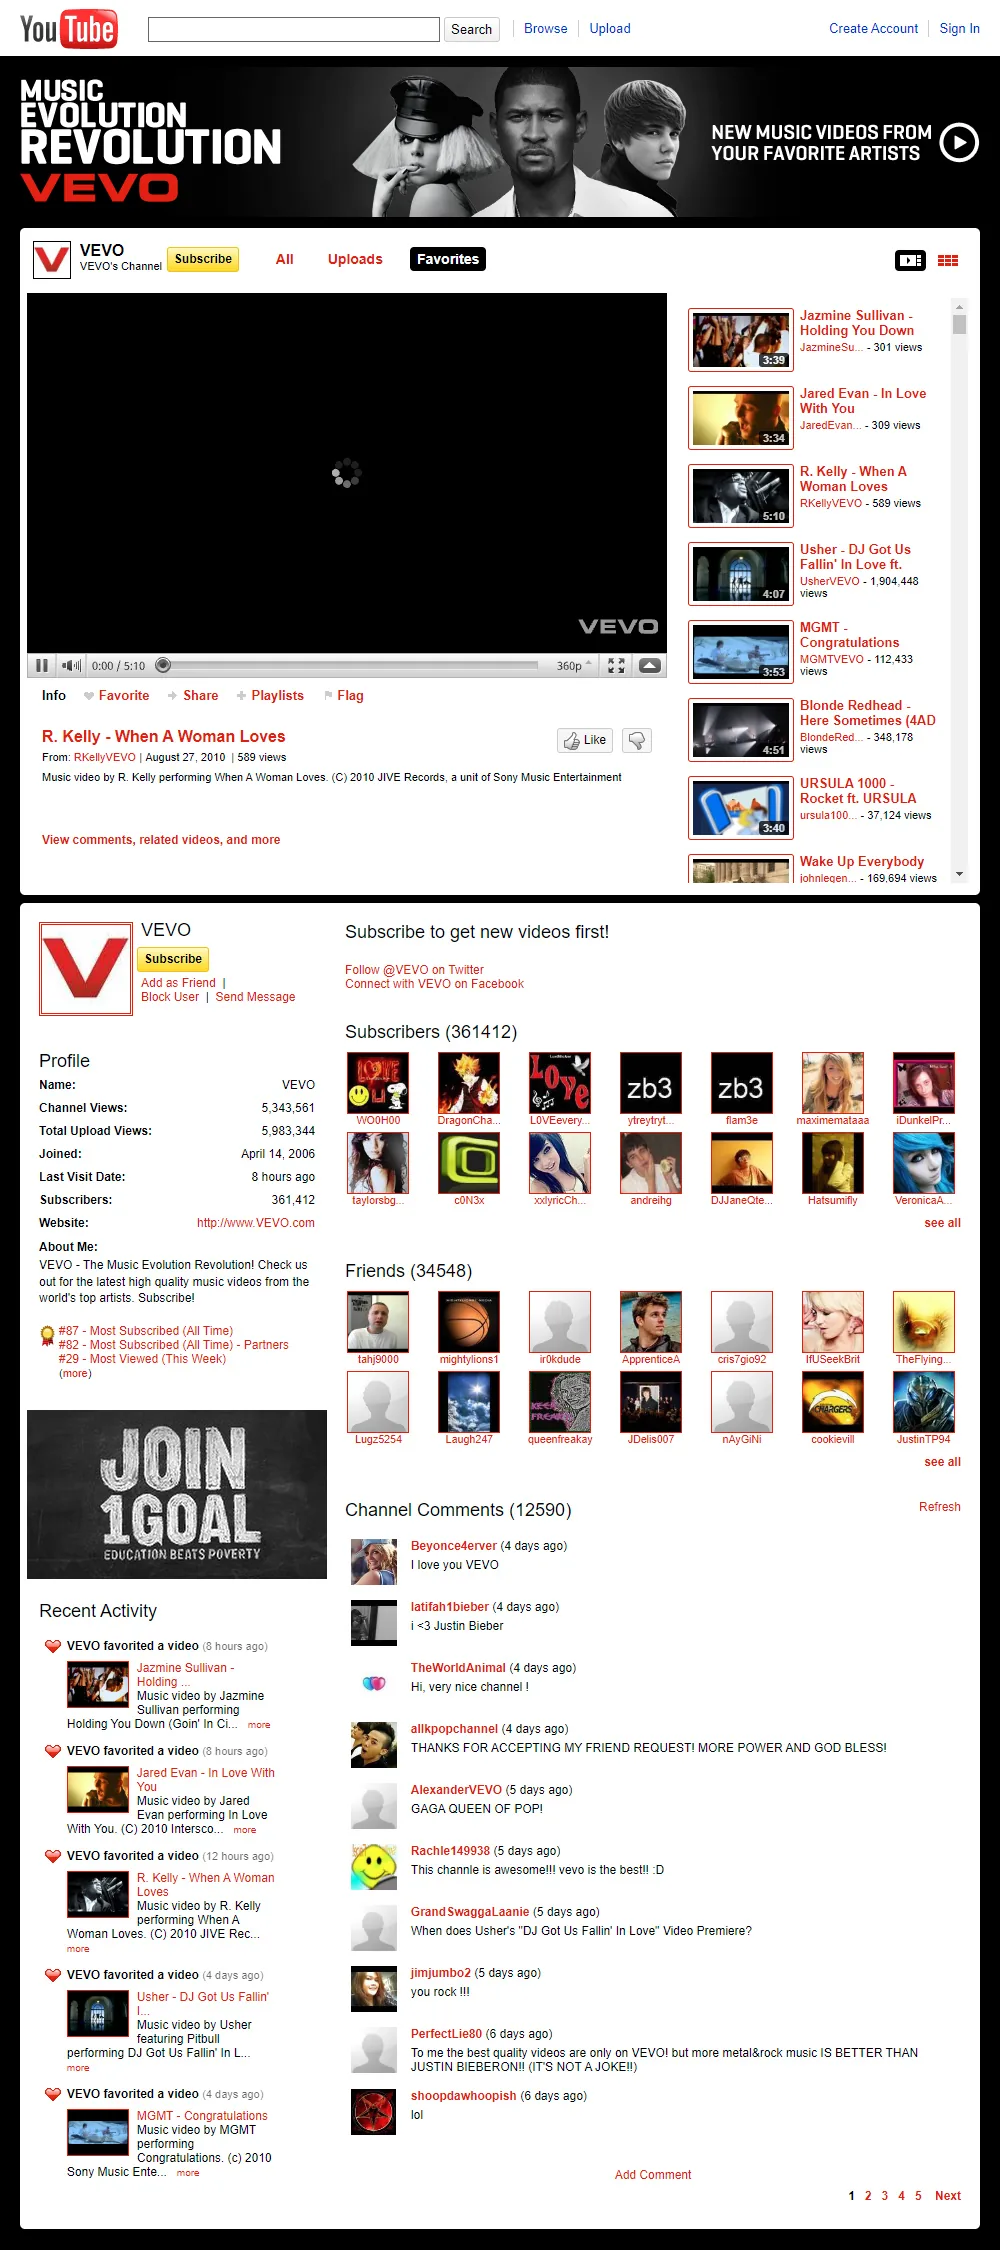 YouTube
Search
Browse
Upload
Create Account
Sign In
MUSIC
EVOLUTION
REVOLUTION
VEVO
NEW MUSIC VIDEOS FROM
YOUR FAVORITE ARTISTS
VEVO
VEVO's Channel
Subscribe
All
Uploads
Favorites
VEVO
0:00 / 5:10
360p
Info
Favorite
Share
Playlists
Flag
R. Kelly - When A Woman Loves
From: RKellyVEVO | August 27, 2010 | 589 views
Like
Music video by R. Kelly performing When A Woman Loves. (C) 2010 JIVE Records, a unit of Sony Music Entertainment
View comments, related videos, and more
Jazmine Sullivan -
Holding You Down
JazmineSu... - 301 views
3:39
Jared Evan - In Love
With You
JaredEvan... - 309 views
3:34
R. Kelly - When A
Woman Loves
RKellyVEVO - 589 views
5:10
Usher - DJ Got Us
Fallin' In Love ft.
UsherVEVO - 1,904,448
views
4:07
MGMT -
Congratulations
MGMTVEVO - 112,433
views
3:53
Blonde Redhead -
Here Sometimes (4AD
BlondeRed... - 348,178
views
4:51
URSULA 1000 -
Rocket ft. URSULA
ursula100... - 37,124 views
3:40
Wake Up Everybody
johnlegen... - 169,694 views
VEVO
Subscribe
Add as Friend |
Block User | Send Message
Profile
Name: VEVO
Channel Views: 5,343,561
Total Upload Views: 5,983,344
Joined: April 14, 2006
Last Visit Date: 8 hours ago
Subscribers: 361,412
Website: http://www.VEVO.com
About Me:
VEVO - The Music Evolution Revolution! Check us
out for the latest high quality music videos from the
world's top artists. Subscribe!
#87 - Most Subscribed (All Time)
#82 - Most Subscribed (All Time) - Partners
#29 - Most Viewed (This Week)
(more)
JOIN
1GOAL
EDUCATION BEATS POVERTY
Recent Activity
VEVO favorited a video (8 hours ago)
Jazmine Sullivan -
Holding ...
Music video by Jazmine
Sullivan performing
Holding You Down (Goin' In Ci... more
VEVO favorited a video (8 hours ago)
Jared Evan - In Love With
You
Music video by Jared
Evan performing In Love
With You. (C) 2010 Intersco... more
VEVO favorited a video (12 hours ago)
R. Kelly - When A Woman
Loves
Music video by R. Kelly
performing When A
Woman Loves. (C) 2010 JIVE Rec...
more
VEVO favorited a video (4 days ago)
Usher - DJ Got Us Fallin'
I...
Music video by Usher
featuring Pitbull
performing DJ Got Us Fallin' In L...
more
VEVO favorited a video (4 days ago)
MGMT - Congratulations
Music video by MGMT
performing
Congratulations. (c) 2010
Sony Music Ente... more
Subscribe to get new videos first!
Follow @VEVO on Twitter
Connect with VEVO on Facebook
Subscribers (361412)
LOVE
U
Love
zb3
zb3
WO0H00 DragonCha... L0VEevery... ytreytryt... flam3e maximemataaa iDunkelPr...
taylorsbg... c0N3x xxlyricCh... andreihg DJJaneQte... Hatsumifly VeronicaA...
see all
Friends (34548)
tahj9000 mightylions1 ir0kdude ApprenticeA cris7gio92 IfUSeekBrit TheFlying...
CHARGERS
Lugz5254 Laugh247 queenfreakay JDelis007 nAyGiNi cookievill JustinTP94
see all
Channel Comments (12590)
Refresh
Beyonce4erver (4 days ago)
I love you VEVO
latifah1bieber (4 days ago)
i <3 Justin Bieber
TheWorldAnimal (4 days ago)
Hi, very nice channel !
allkpopchannel (4 days ago)
THANKS FOR ACCEPTING MY FRIEND REQUEST! MORE POWER AND GOD BLESS!
AlexanderVEVO (5 days ago)
GAGA QUEEN OF POP!
Rachle149938 (5 days ago)
This channle is awesome!!! vevo is the best!! :D
GrandSwaggaLaanie (5 days ago)
When does Usher's "DJ Got Us Fallin' In Love" Video Premiere?
jimjumbo2 (5 days ago)
you rock !!!
PerfectLie80 (6 days ago)
To me the best quality videos are only on VEVO! but more metal&rock music IS BETTER THAN
JUSTIN BIEBERON!! (IT'S NOT A JOKE!!)
shoopdawhoopish (6 days ago)
lol
Add Comment
1 2 3 4 5 Next